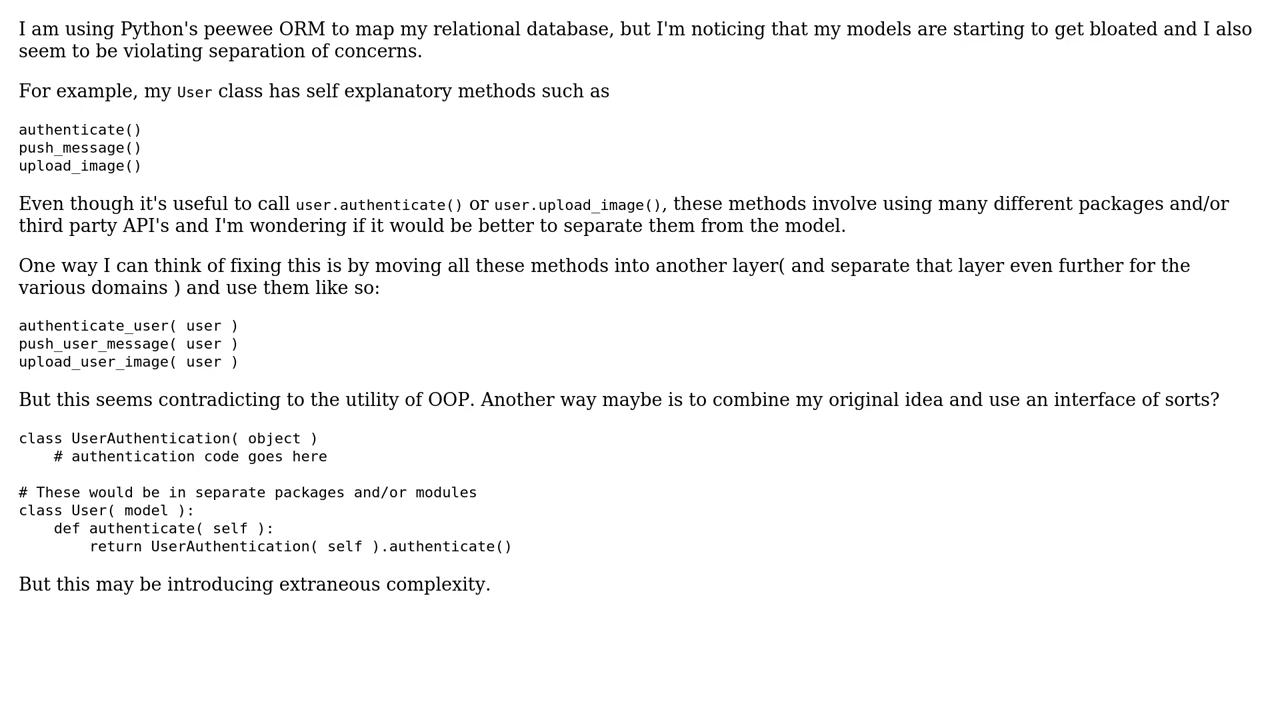 I am using Python's peewee ORM to map my relational database, but I'm noticing that my models are starting to get bloated and I also
seem to be violating separation of concerns.
For example, my User class has self explanatory methods such as
authenticate()
push_message()
upload_image()
Even though it's useful to call user.authenticate() or user.upload_image(), these methods involve using many different packages and/or
third party API's and I'm wondering if it would be better to separate them from the model.
One way I can think of fixing this is by moving all these methods into another layer( and separate that layer even further for the
various domains ) and use them like so:
authenticate_user( user )
push_user_message( user )
upload_user_image( user )
But this seems contradicting to the utility of OOP. Another way maybe is to combine my original idea and use an interface of sorts?
class UserAuthentication( object )
    # authentication code goes here
# These would be in separate packages and/or modules
class User( model ):
    def authenticate( self ):
        return UserAuthentication( self ).authenticate()
But this may be introducing extraneous complexity.